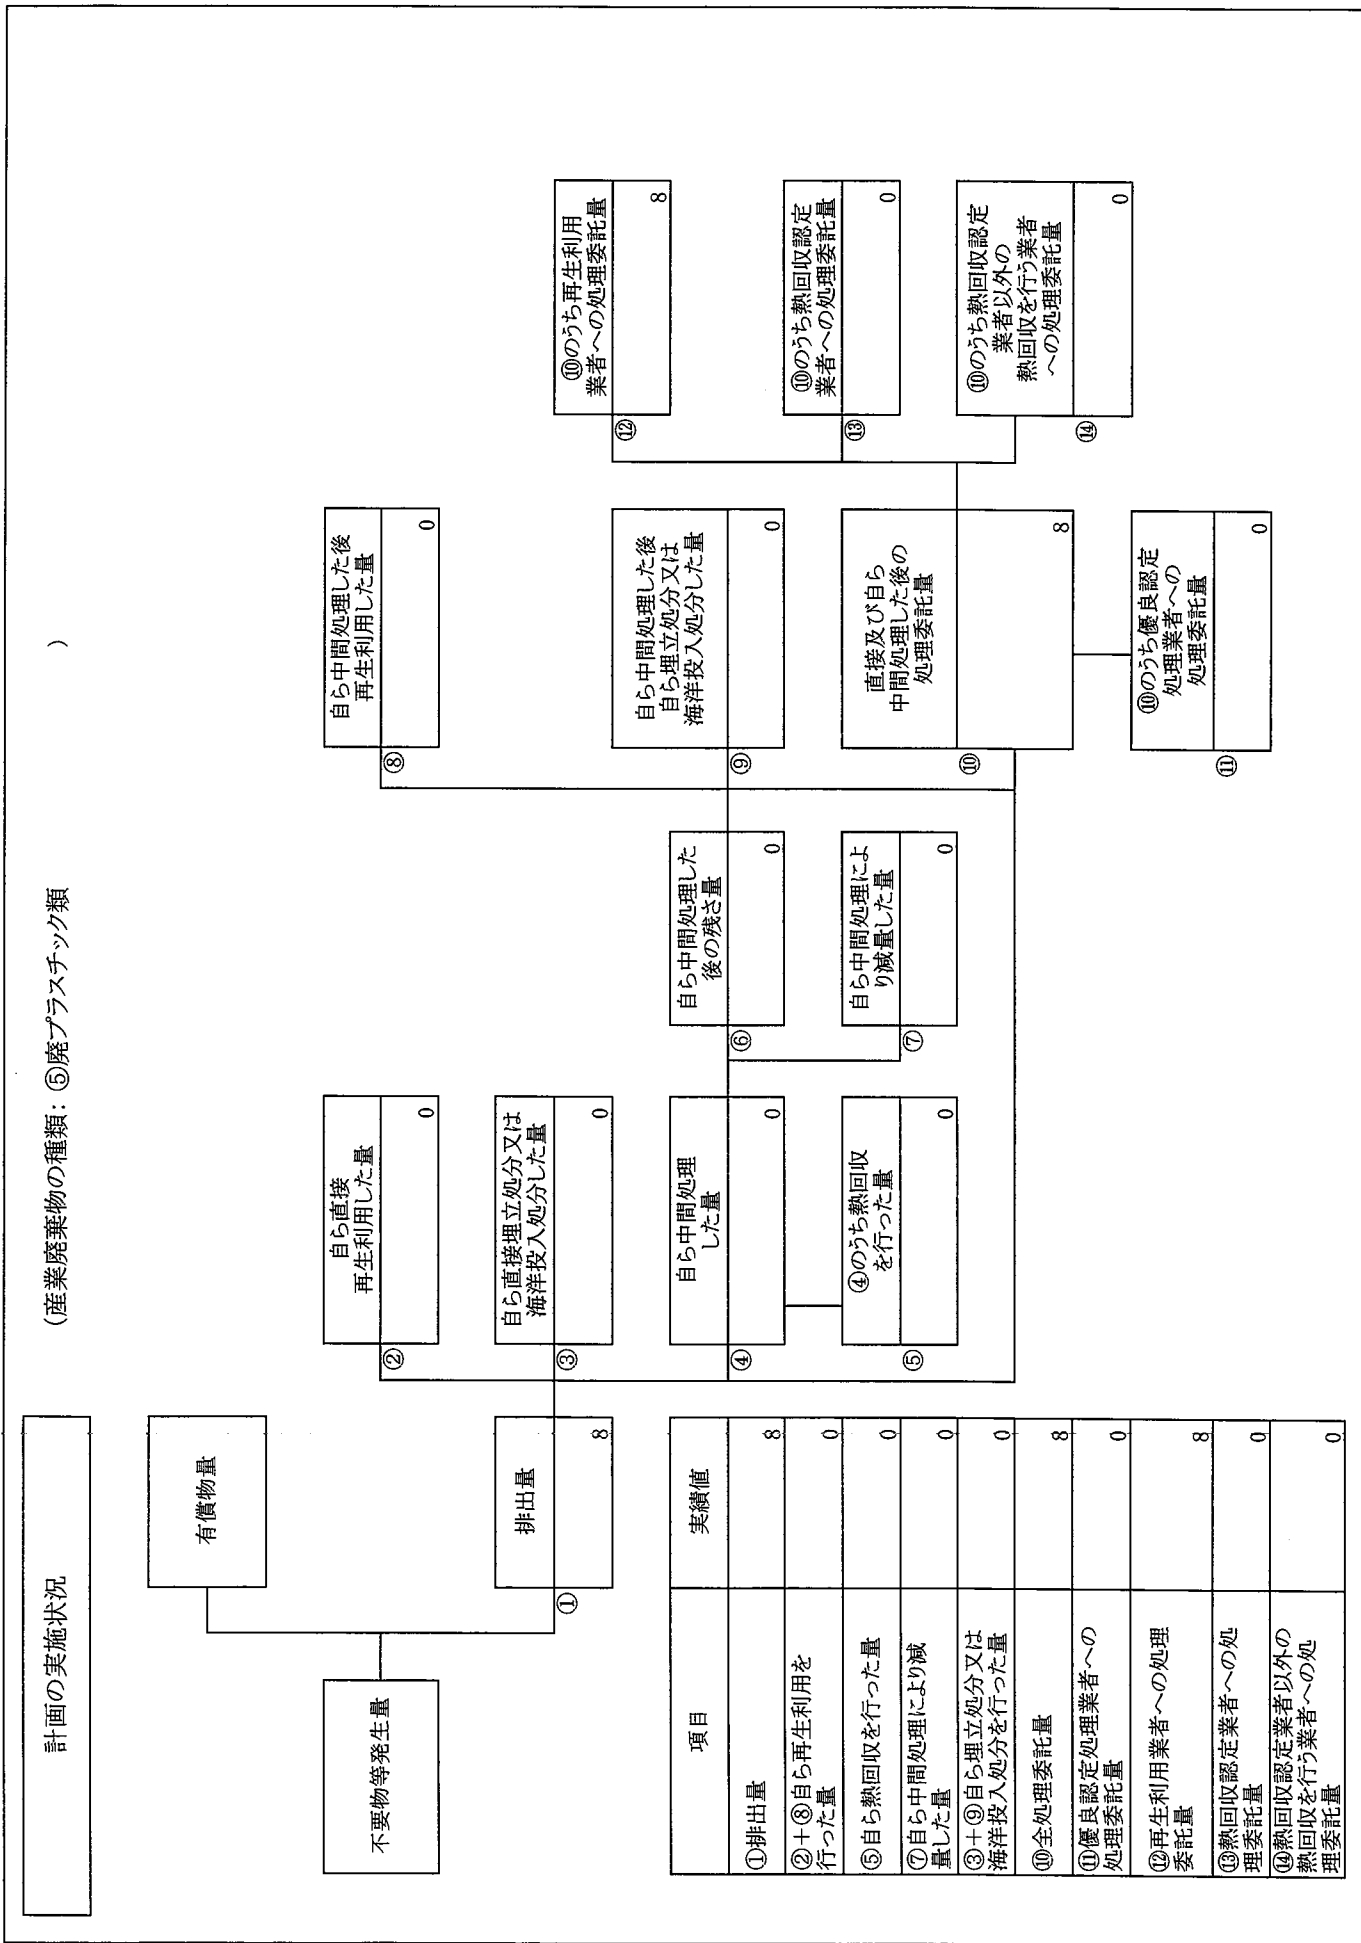 計画の実施状況
(産業廃棄物の種類：⑤廃プラスチック類 )
不要物等発生量
有償物量
①
排出量
8
②
自ら直接
再生利用した量
0
③
自ら直接埋立処分又は
海洋投入処分した量
0
④
自ら中間処理
した量
0
⑤
④のうち熱回収
を行った量
0
⑥
自ら中間処理した
後の残さ量
0
⑦
自ら中間処理によ
り減量した量
0
⑧
自ら中間処理した後
再生利用した量
0
⑨
自ら中間処理した後
自ら埋立処分又は
海洋投入処分した量
0
⑩
直接及び自ら
中間処理した後の
処理委託量
8
⑪
⑩のうち優良認定
処理業者への
処理委託量
0
⑫
⑩のうち再生利用
業者への処理委託量
8
⑬
⑩のうち熱回収認定
業者への処理委託量
0
⑭
⑩のうち熱回収認定
業者以外の
熱回収を行う業者
への処理委託量
0
項目 実績値
①排出量 8
②+⑧自ら再生利用を
行った量 0
⑤自ら熱回収を行った量 0
⑦自ら中間処理により減
量した量 0
③+⑨自ら埋立処分又は
海洋投入処分を行った量 0
⑩全処理委託量 8
⑪優良認定処理業者への
処理委託量 0
⑫再生利用業者への処理
委託量 8
⑬熱回収認定業者への処
理委託量 0
⑭熱回収認定業者以外の
熱回収を行う業者への処
理委託量 0